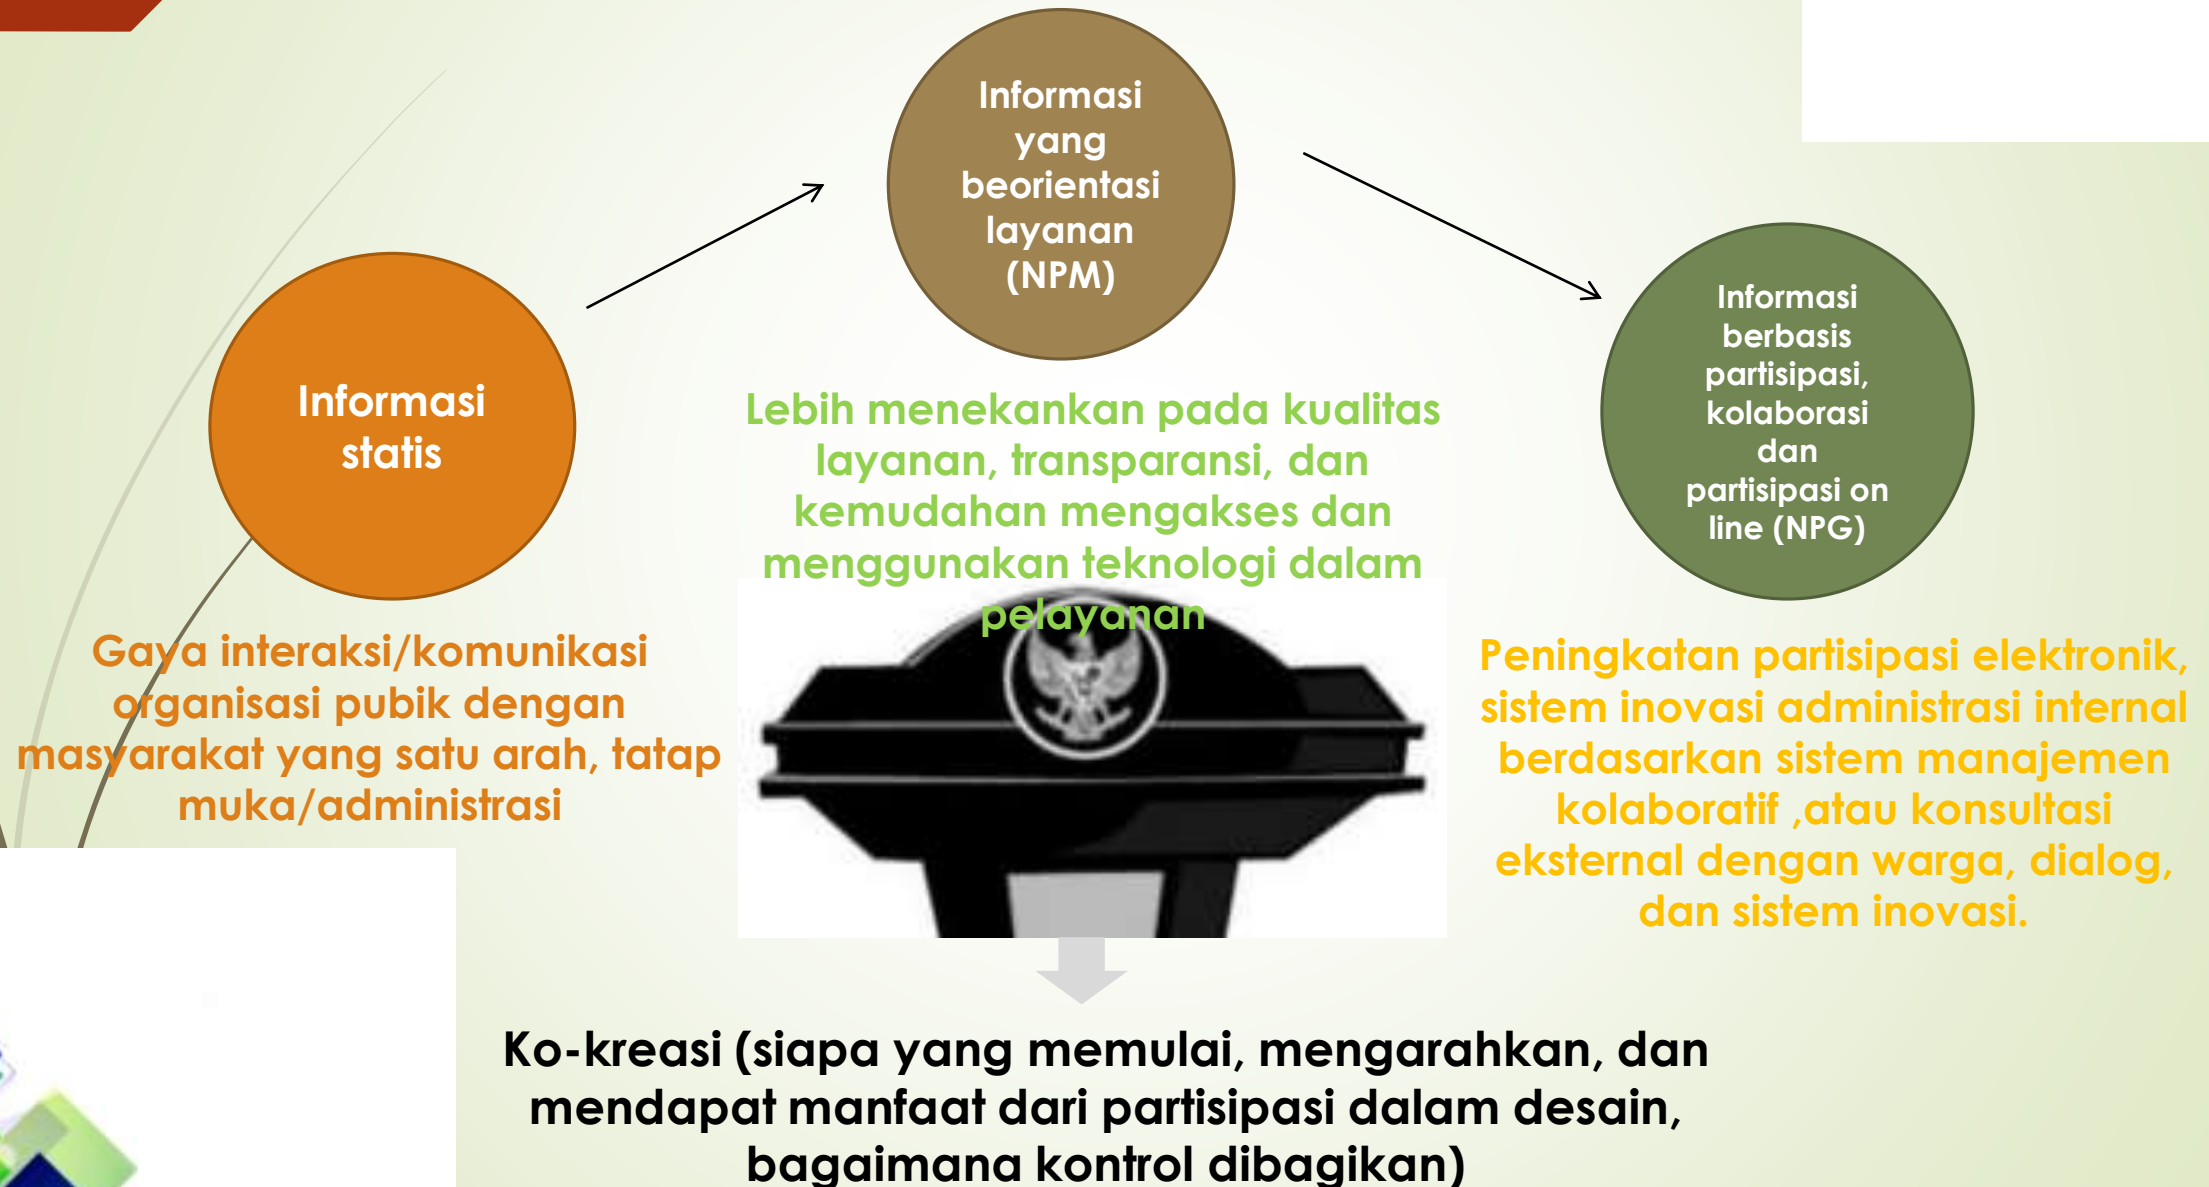 Informasi
statis
Gaya interaksi/komunikasi
organisasi pubik dengan
masyarakat yang satu arah, tatap
muka/administrasi
Informasi
yang
beorientasi
layanan
(NPM)
Lebih menekankan pada kualitas
layanan, transparansi, dan
kemudahan mengakses dan
menggunakan teknologi dalam
pelayanan
Informasi
berbasis
partisipasi,
kolaborasi
dan
partisipasi on
line (NPG)
Peningkatan partisipasi elektronik,
sistem inovasi administrasi internal
berdasarkan sistem manajemen
kolaboratif ,atau konsultasi
eksternal dengan warga, dialog,
dan sistem inovasi.
Ko-kreasi (siapa yang memulai, mengarahkan, dan
mendapat manfaat dari partisipasi dalam desain,
bagaimana kontrol dibagikan)